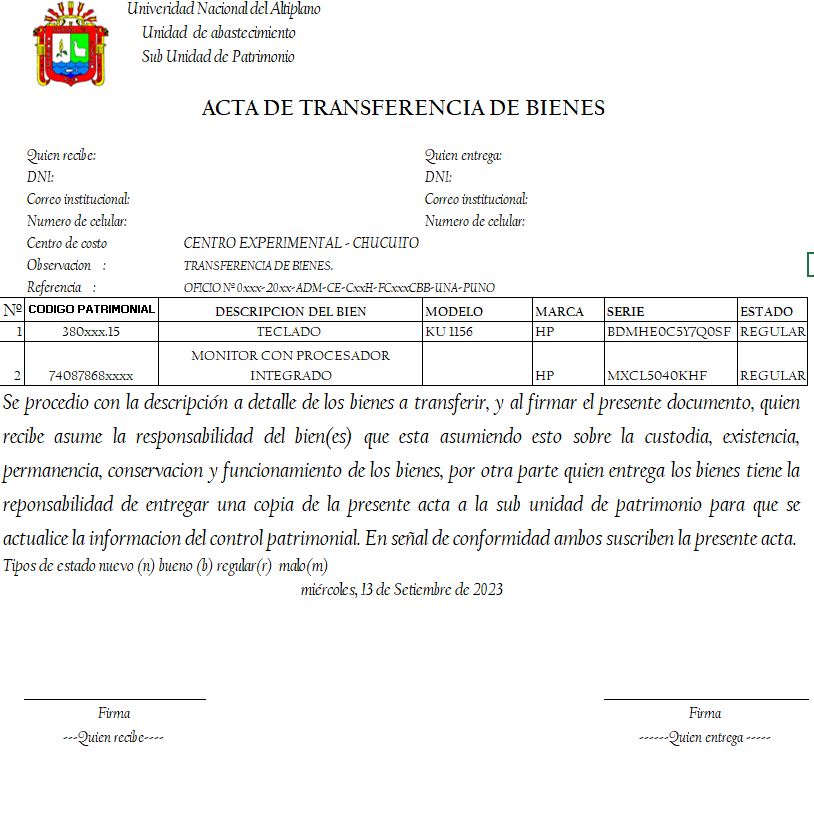 Univeridad Nacional del Altiplano
Unidad de abastecimiento
Sub Unidad de Patrimonio
ACTA DE TRANSFERENCIA DE BIENES
Quien recibe: Quien entrega:
DNI: DNI:
Correo institucional: Correo institucional:
Numero de celular: Numero de celular:
Centro de costo CENTRO EXPERIMENTAL - CHUCUITO
Observacion : TRANSFERENCIA DE BIENES.
Referencia : OFICIO Nº 0xxx-20xx-ADM-CE-CxxH-FCxxxCBB-UNA-PUNO
Nº CODIGO PATRIMONIAL DESCRIPCION DEL BIEN MODELO MARCA SERIE ESTADO
1 380xxx.15 TECLADO KU 1156 HP BDMHE0C5Y7Q0SF REGULAR
MONITOR CON PROCESADOR
2 74087868xxxx INTEGRADO HP MXCL5040KHF REGULAR
Se procedio con la descripción a detalle de los bienes a transferir, y al firmar el presente documento, quien
recibe asume la responsabilidad del bien(es) que esta asumiendo esto sobre la custodia, existencia,
permanencia, conservacion y funcionamiento de los bienes, por otra parte quien entrega los bienes tiene la
reponsabilidad de entregar una copia de la presente acta a la sub unidad de patrimonio para que se
actualice la informacion del control patrimonial. En señal de conformidad ambos suscriben la presente acta.
Tipos de estado nuevo (n) bueno (b) regular(r) malo(m)
miércoles, 13 de Setiembre de 2023
Firma Firma
---Quien recibe---- ------Quien entrega -----